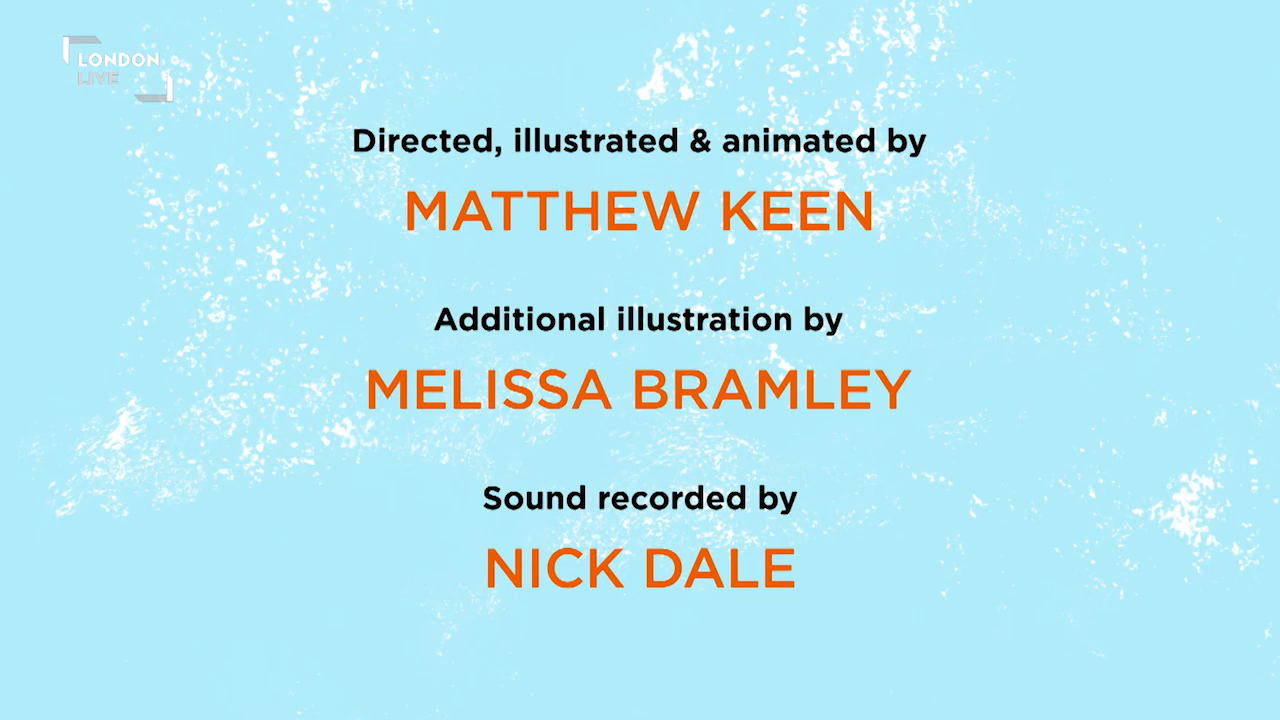 LONDON
LIVE
Directed, illustrated & animated by
MATTHEW KEEN
Additional illustration by
MELISSA BRAMLEY
Sound recorded by
NICK DALE